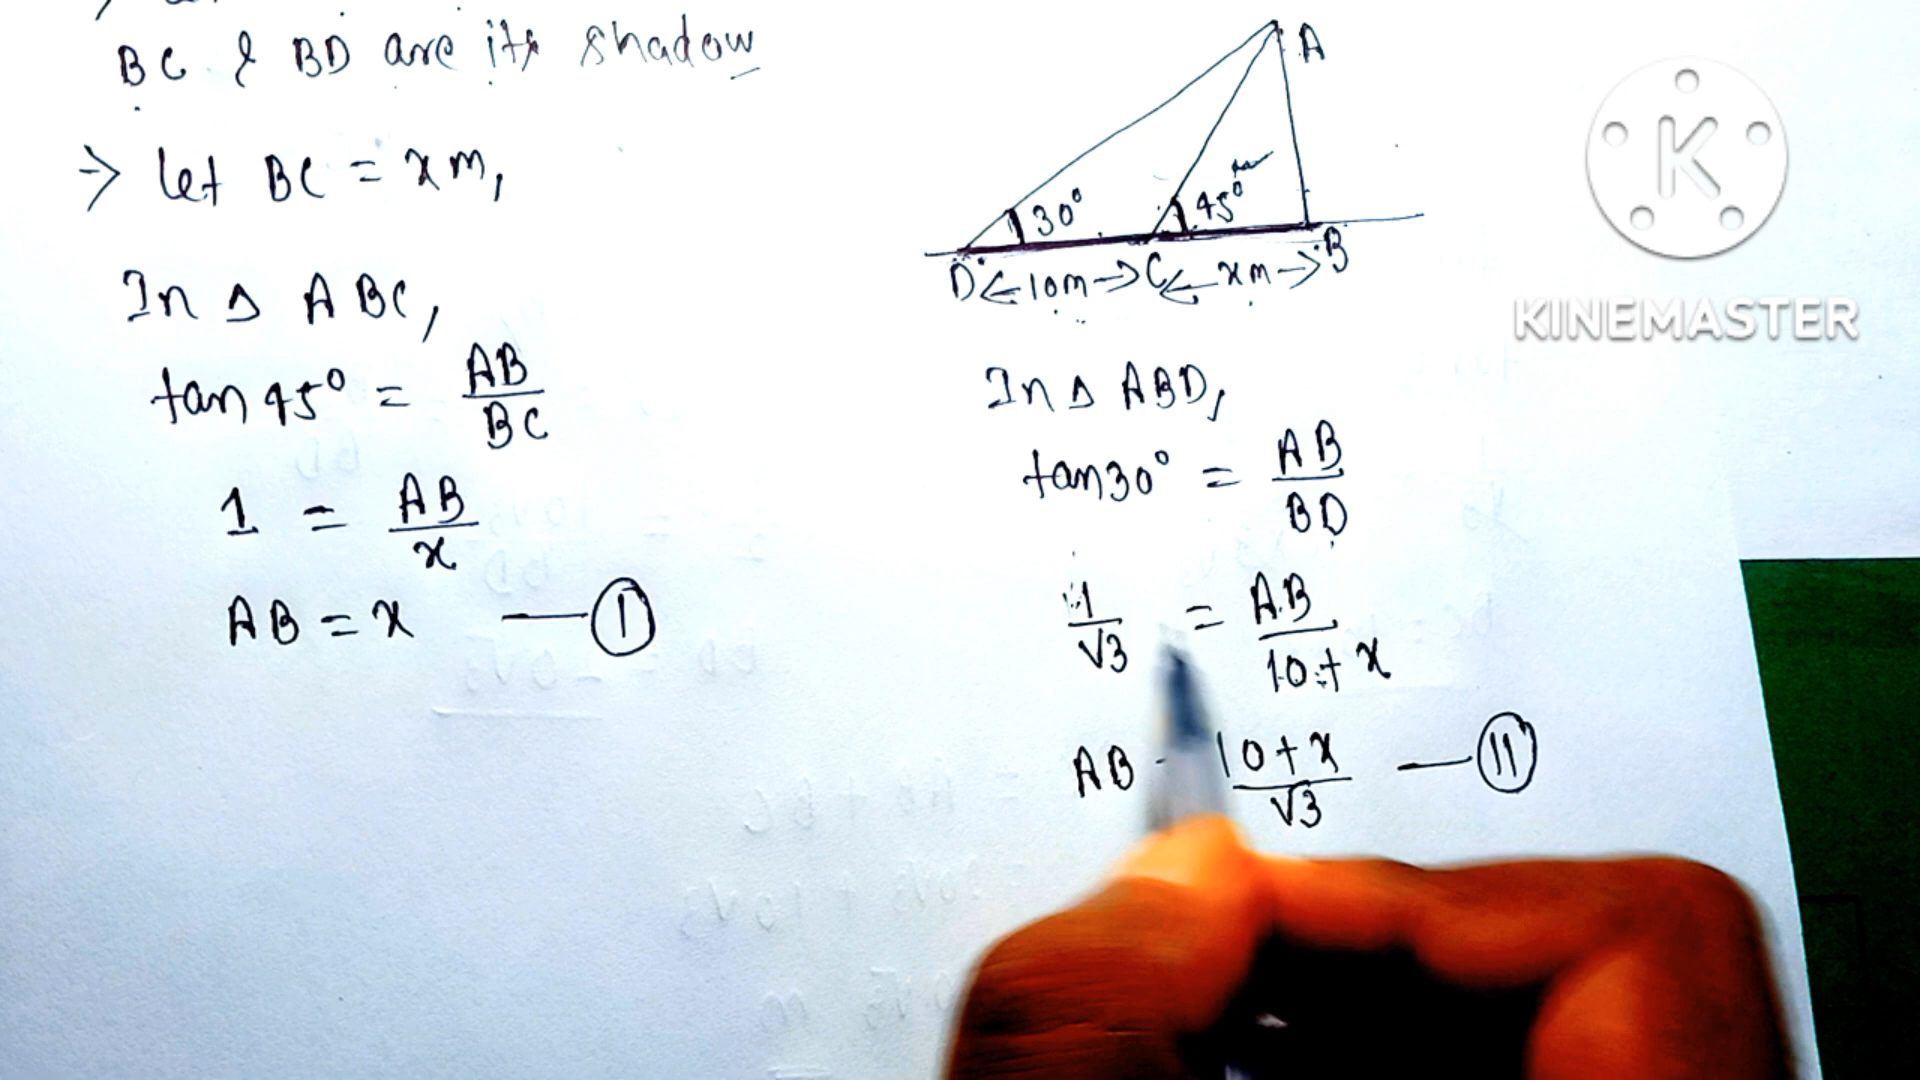 BC & BD are its shadow
→ let BC = x m,
In Δ ABC,
tan 45° = AB/BC
1 = AB/x
AB = x — I
A
30°
45°
D ← 10m → C ← x m → B
In Δ ABD,
tan 30° = AB/BD
1/√3 = AB/10 + x
AB 10 + x/√3 — II
K
KINEMASTER